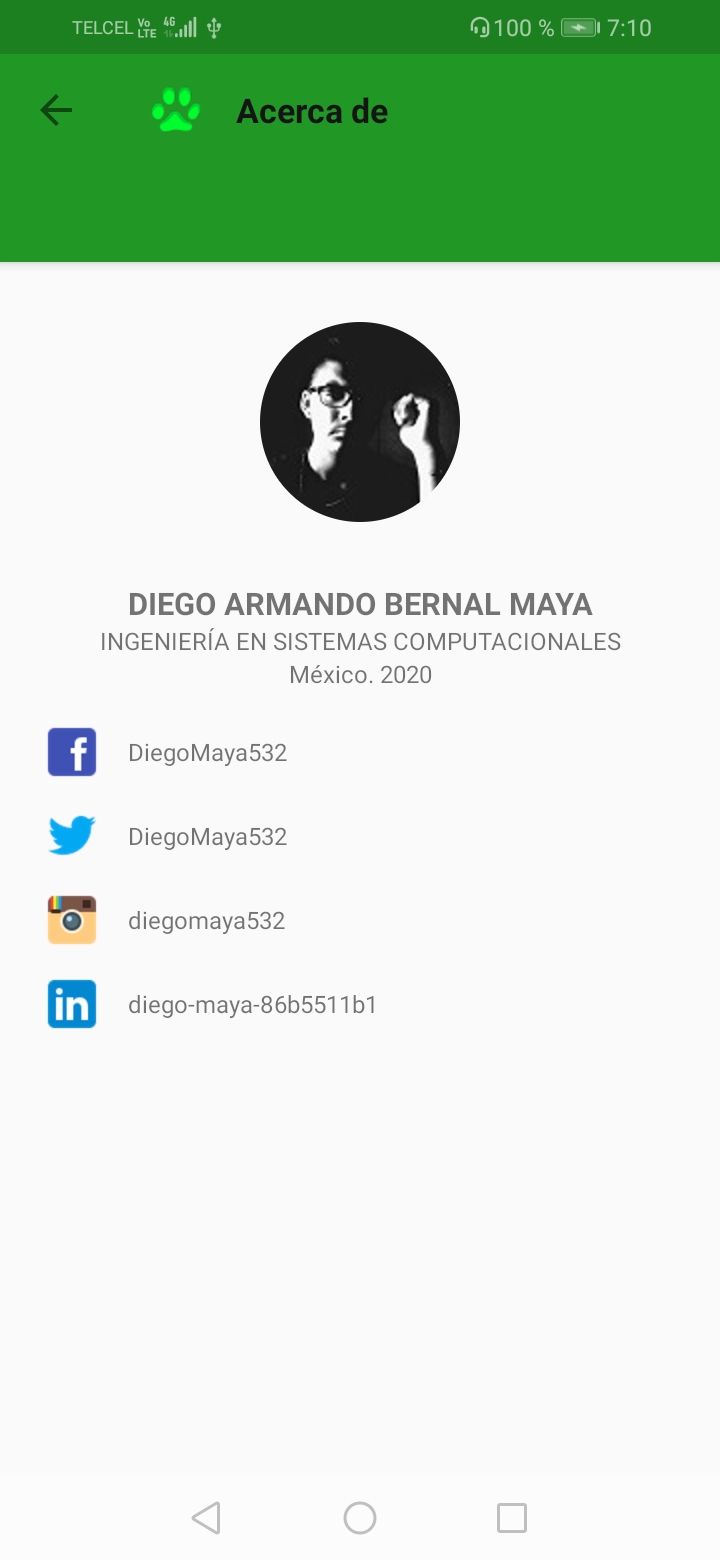 TELCEL Vo LTE 4G 100 % 7:10
Acerca de
DIEGO ARMANDO BERNAL MAYA
INGENIERÍA EN SISTEMAS COMPUTACIONALES
México. 2020
f DiegoMaya532
DiegoMaya532
diegomaya532
in diego-maya-86b5511b1